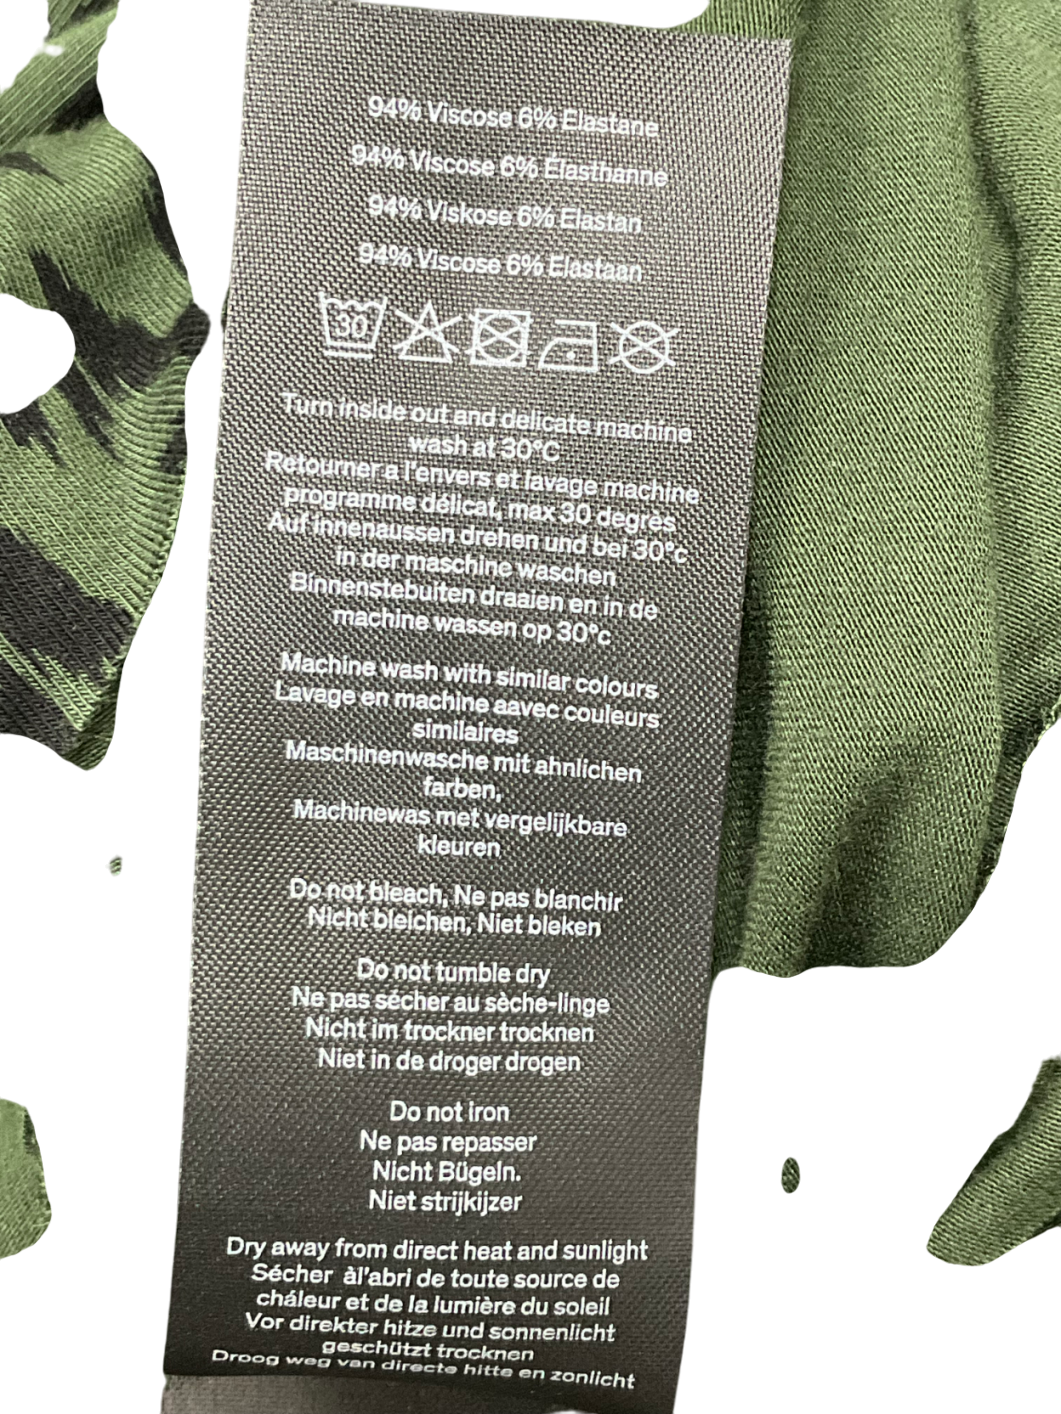 94% Viscose 6% Elastane
94% Viscose 6% Élasthanne
94% Viskose 6% Elastan
94% Viscose 6% Elastaan
30
Turn inside out and delicate machine
wash at 30°C
Retourner a l'envers et lavage machine
programme délicat, max 30 degrès
Auf innenaussen drehen und bei 30°c
in der maschine waschen
Binnenstebuiten draaien en in de
machine wassen op 30°c
Machine wash with similar colours
Lavage en machine aavec couleurs
similaires
Maschinenwasche mit ahnlichen
farben,
Machinewas met vergelijkbare
kleuren
Do not bleach, Ne pas blanchir
Nicht bleichen, Niet bleken
Do not tumble dry
Ne pas sécher au sèche-linge
Nicht im trockner trocknen
Niet in de droger drogen
Do not iron
Ne pas repasser
Nicht Bügeln.
Niet strijkijzer
Dry away from direct heat and sunlight
Sécher àl'abri de toute source de
cháleur et de la lumière du soleil
Vor direkter hitze und sonnenlicht
geschützt trocknen
Droog weg van directe hitte en zonlicht